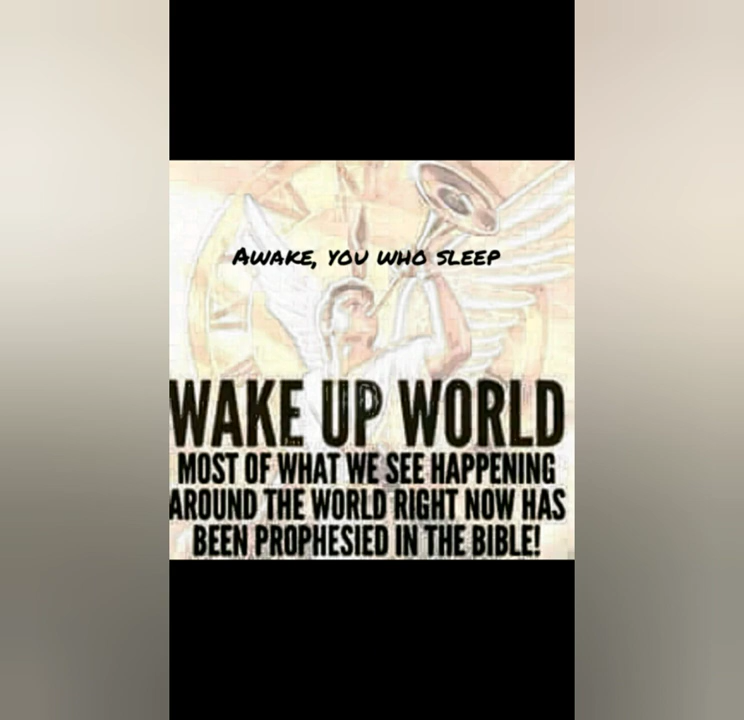 Awake, you who sleep
WAKE UP WORLD
MOST OF WHAT WE SEE HAPPENING
AROUND THE WORLD RIGHT NOW HAS
BEEN PROPHESIED IN THE BIBLE!